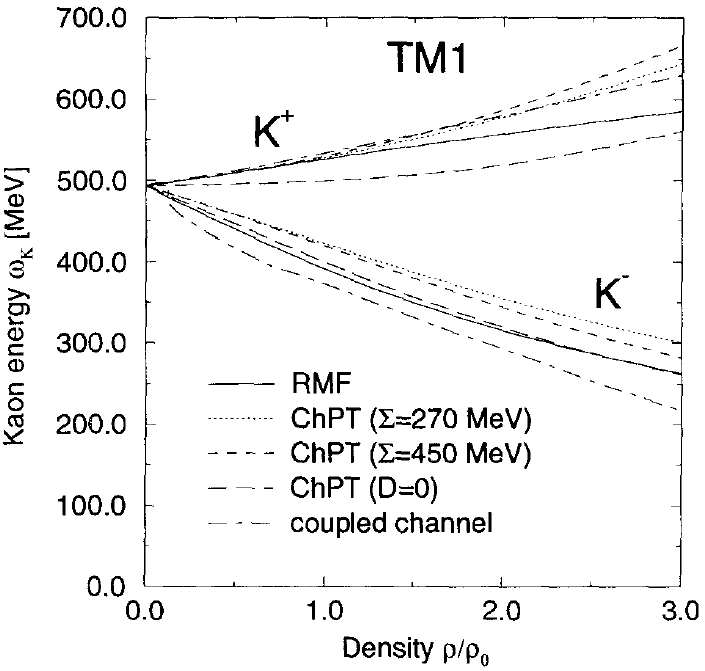 700.0
TM1
600.0
K+
500.0
400.0
K-
300.0
RMF
ChPT (Σ=270 MeV)
200.0
ChPT (Σ=450 MeV)
ChPT (D=0)
100.0
coupled channel
0.0
0.0 1.0 2.0 3.0
Density ρ/ρ₀
Kaon energy ω_K [MeV]